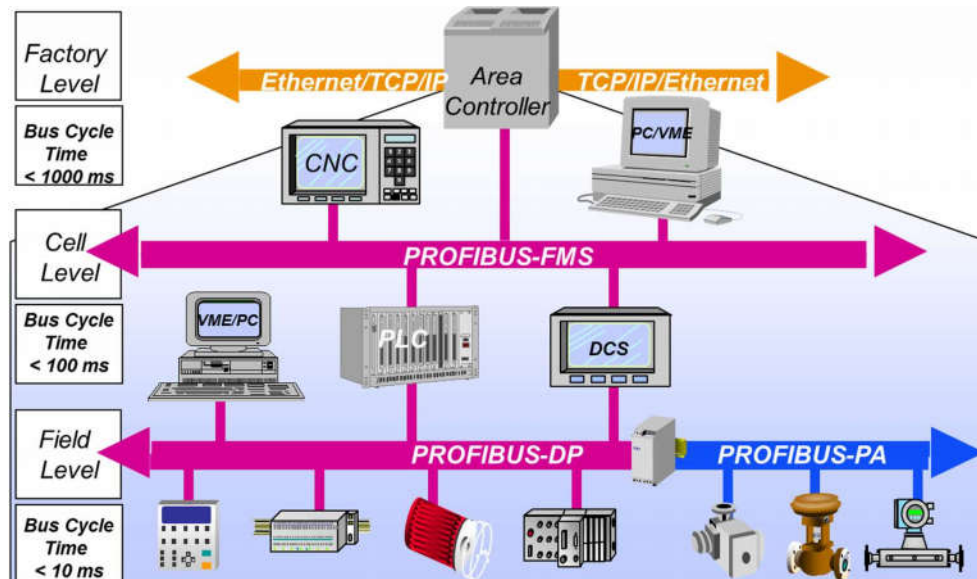 Factory
Level
Ethernet/TCP/IP
Area
Controller
TCP/IP/Ethernet
Bus Cycle
Time
< 1000 ms
CNC
PC/VME
Cell
Level
PROFIBUS-FMS
Bus Cycle
Time
< 100 ms
VME/PC
PLC
DCS
Field
Level
PROFIBUS-DP
PROFIBUS-PA
Bus Cycle
Time
< 10 ms